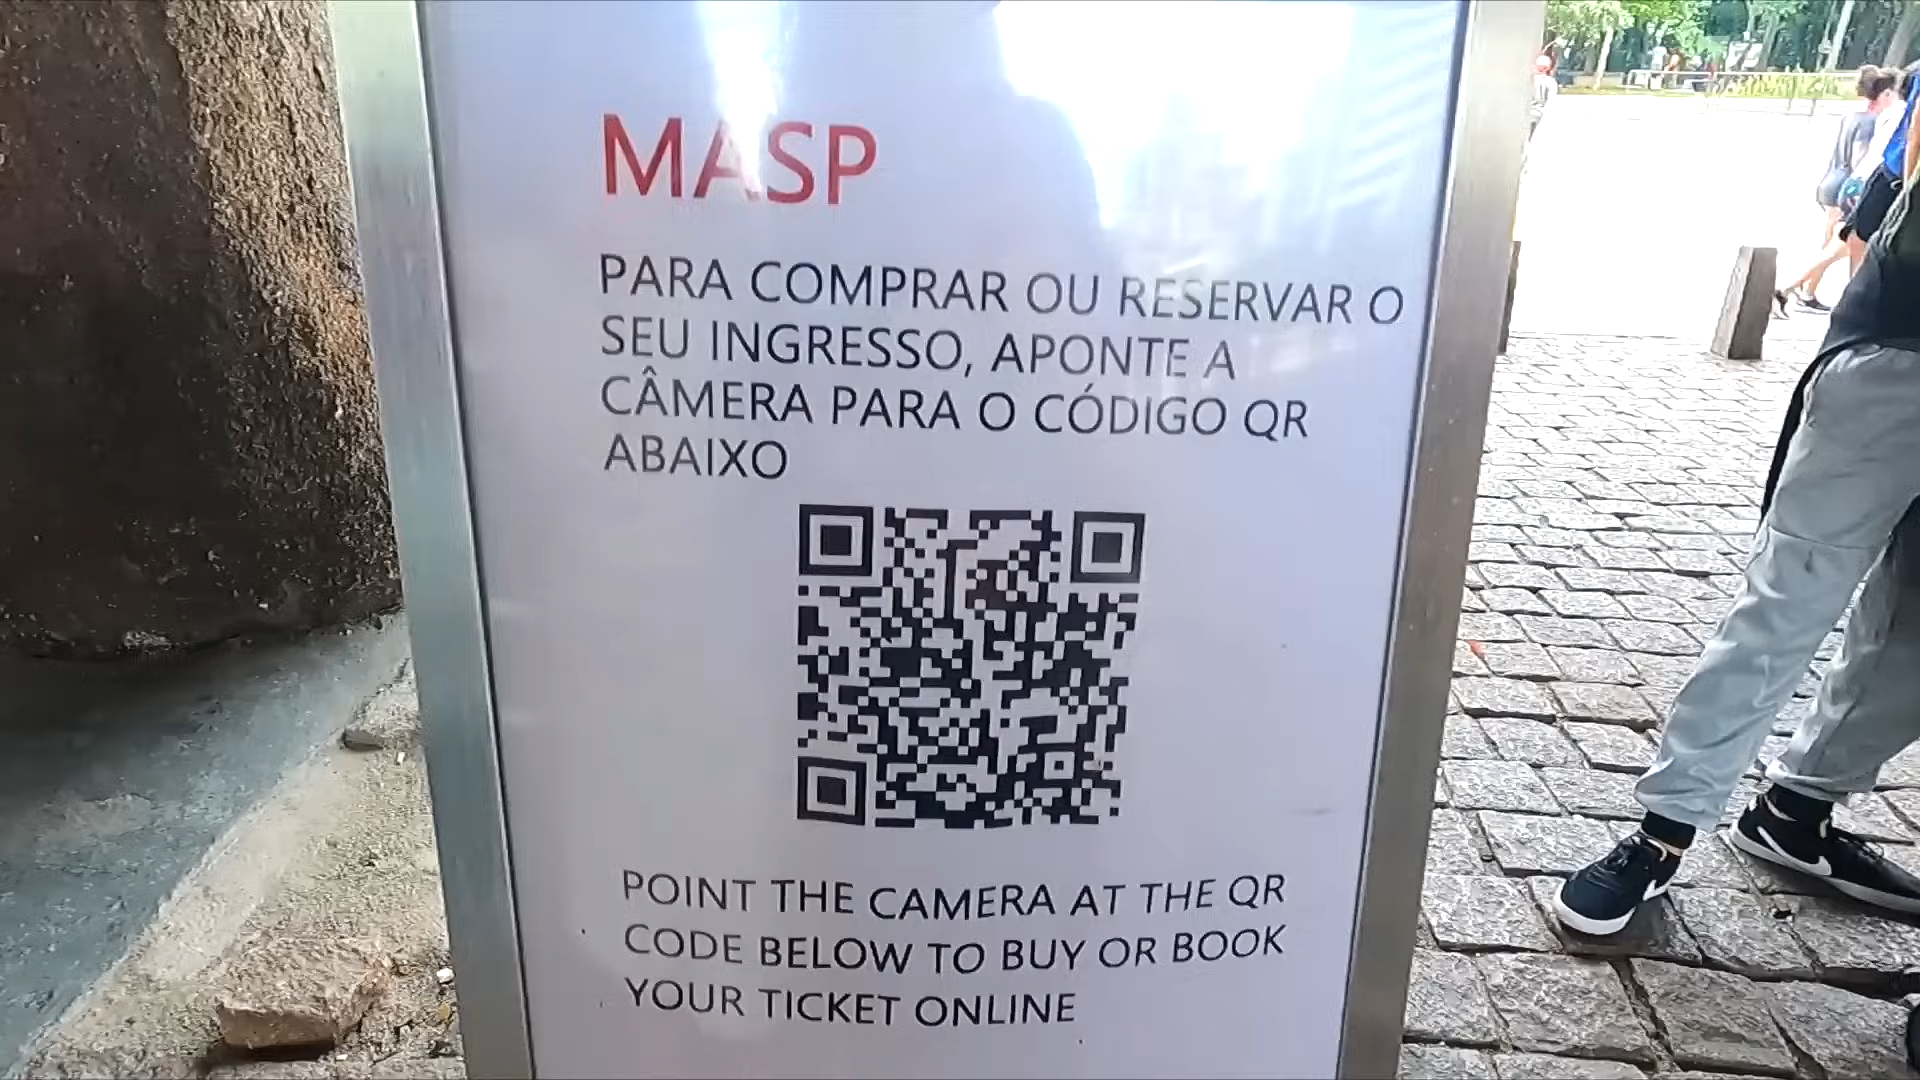 MASP
PARA COMPRAR OU RESERVAR O
SEU INGRESSO, APONTE A
CÂMERA PARA O CÓDIGO QR
ABAIXO
POINT THE CAMERA AT THE QR
CODE BELOW TO BUY OR BOOK
YOUR TICKET ONLINE